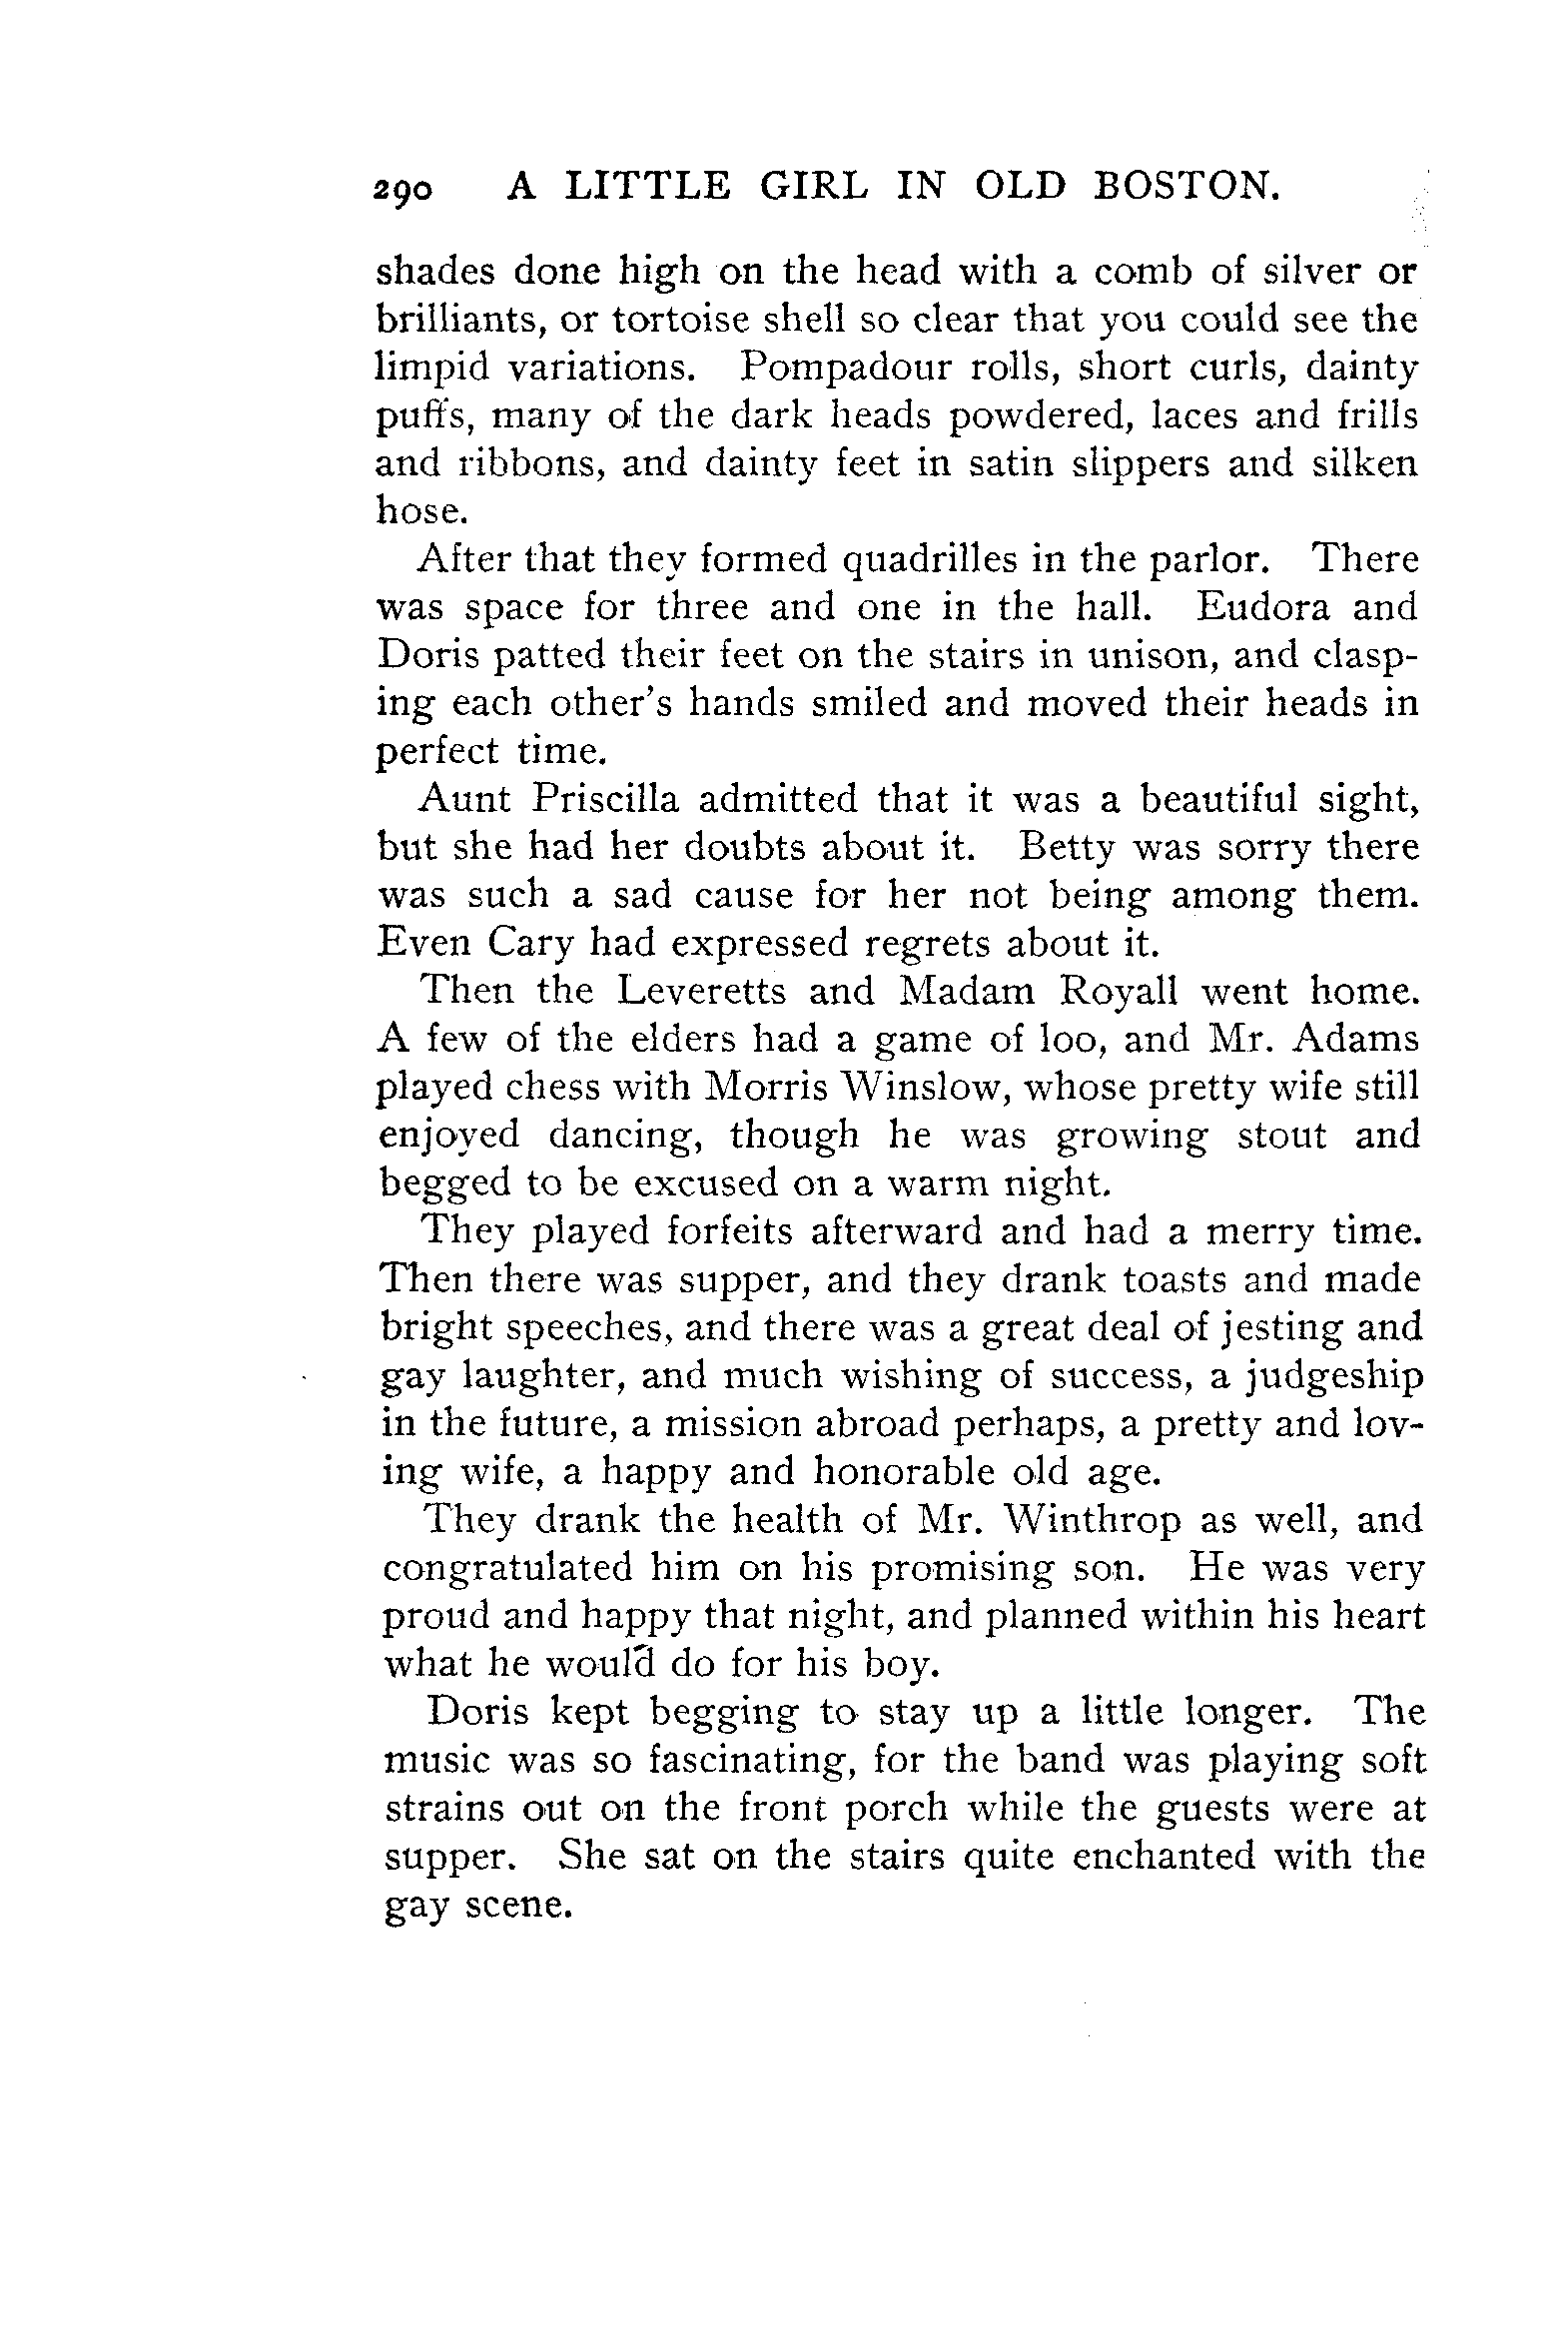 290 A LITTLE GIRL IN OLD BOSTON.
shades done high on the head with a comb of silver or
brilliants, or tortoise shell so clear that you could see the
limpid variations. Pompadour rolls, short curls, dainty
puffs, many of the dark heads powdered, laces and frills
and ribbons, and dainty feet in satin slippers and silken
hose.
After that they formed quadrilles in the parlor. There
was space for three and one in the hall. Eudora and
Doris patted their feet on the stairs in unison, and clasp-
ing each other's hands smiled and moved their heads in
perfect time.
Aunt Priscilla admitted that it was a beautiful sight,
but she had her doubts about it. Betty was sorry there
was such a sad cause for her not being among them.
Even Cary had expressed regrets about it.
Then the Leveretts and Madam Royall went home.
A few of the elders had a game of loo, and Mr. Adams
played chess with Morris Winslow, whose pretty wife still
enjoyed dancing, though he was growing stout and
begged to be excused on a warm night.
They played forfeits afterward and had a merry time.
Then there was supper, and they drank toasts and made
bright speeches, and there was a great deal of jesting and
gay laughter, and much wishing of success, a judgeship
in the future, a mission abroad perhaps, a pretty and lov-
ing wife, a happy and honorable old age.
They drank the health of Mr. Winthrop as well, and
congratulated him on his promising son. He was very
proud and happy that night, and planned within his heart
what he would do for his boy.
Doris kept begging to stay up a little longer. The
music was so fascinating, for the band was playing soft
strains out on the front porch while the guests were at
supper. She sat on the stairs quite enchanted with the
gay scene.